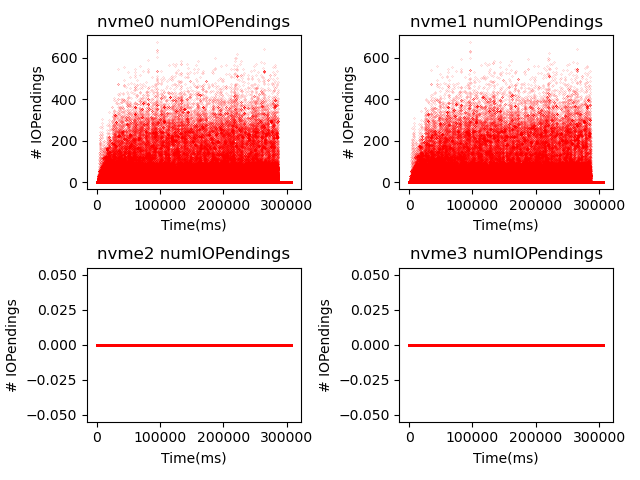 nvme0 numIOPendings
600
400
200
0
# IOPendings
0 100000 200000 300000
Time(ms)
nvme1 numIOPendings
600
400
200
0
# IOPendings
0 100000 200000 300000
Time(ms)
nvme2 numIOPendings
0.050
0.025
0.000
−0.025
−0.050
# IOPendings
0 100000 200000 300000
Time(ms)
nvme3 numIOPendings
0.050
0.025
0.000
−0.025
−0.050
# IOPendings
0 100000 200000 300000
Time(ms)